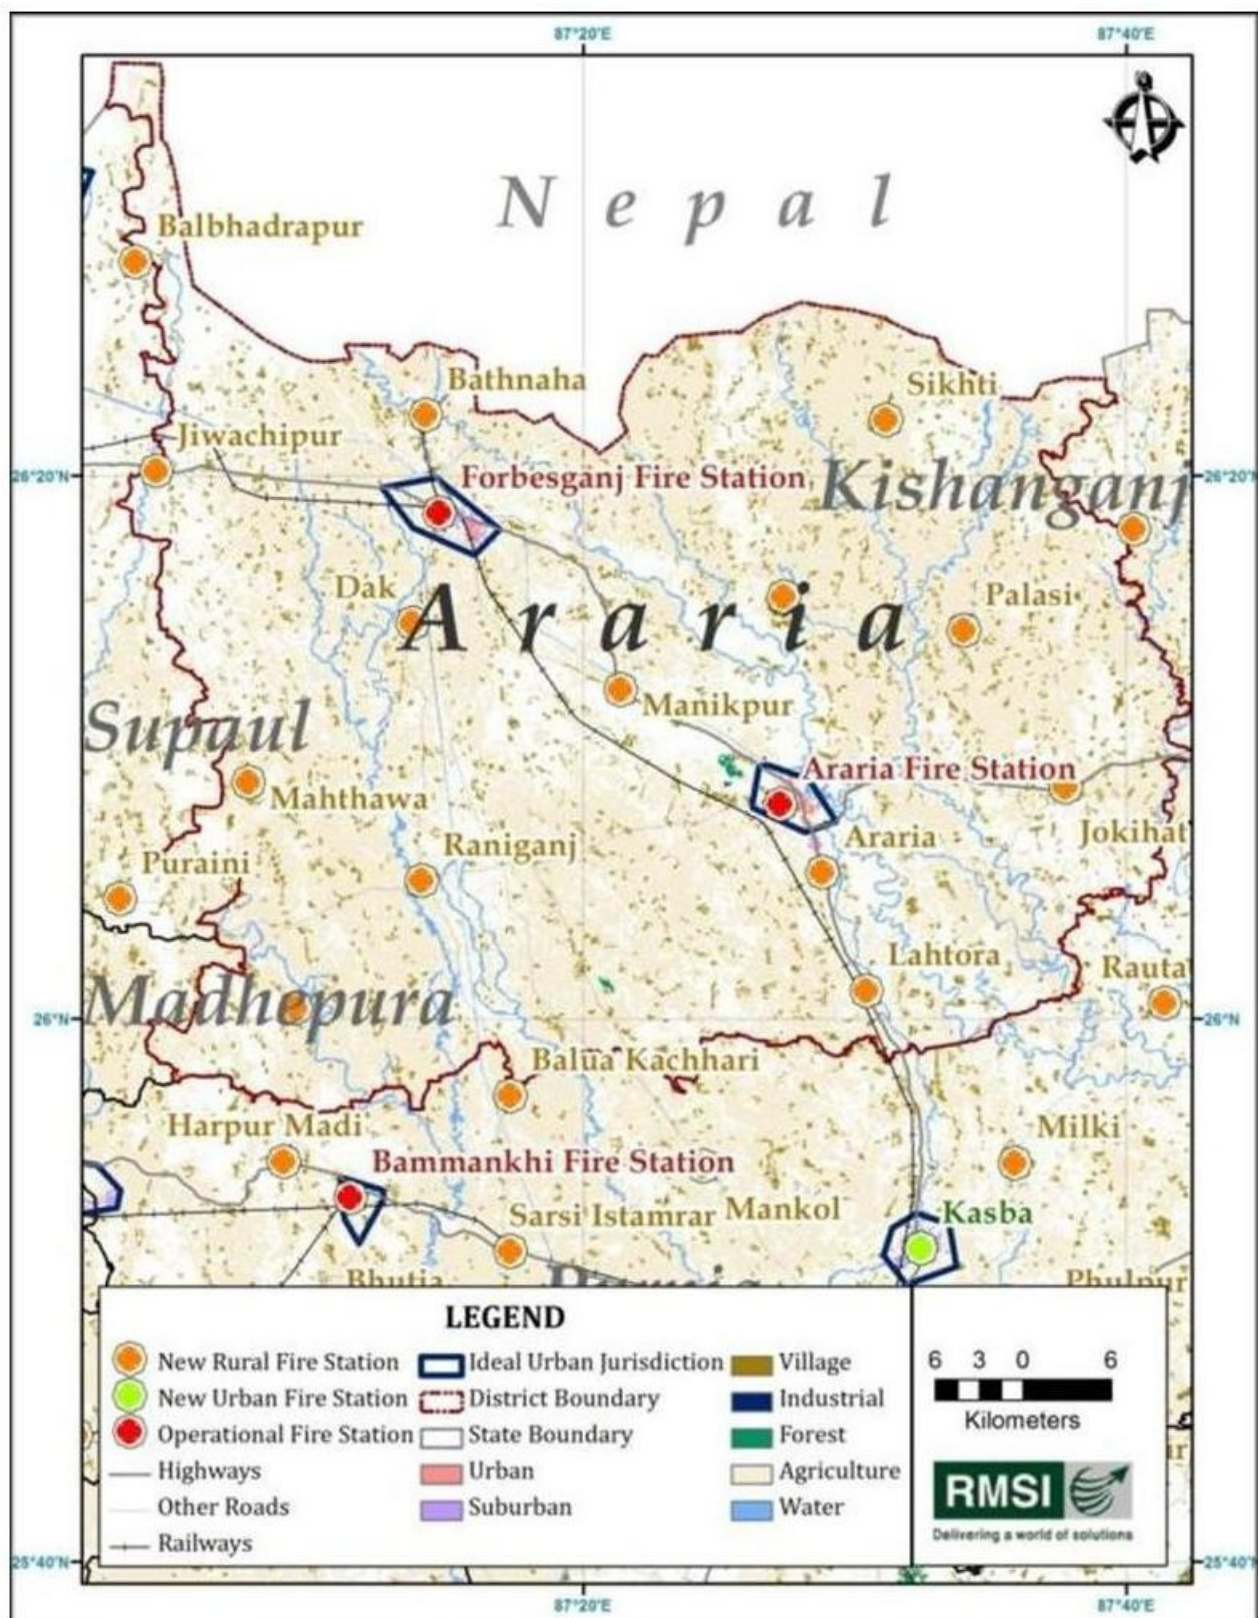 87°20'E 87°40'E
Nepal
Balbhadrapur
Bathnaha
Sikhti
Jiwachipur
26°20'N
Forbesganj Fire Station
26°20'N
Kishanganj
Dak
Araria
Palasi
Manikpur
Supaul
Araria Fire Station
Mahthawa
Araria
Jokihat
Raniganj
Puraini
Lahtora
Rauta
Madhepura
26°N
26°N
Balua Kachhari
Harpur Madi
Milki
Bammankhi Fire Station
Sarsi Istamrar
Mankol
Kasba
Bhutia
Phulpur
LEGEND
New Rural Fire Station
Ideal Urban Jurisdiction
Village
New Urban Fire Station
District Boundary
Industrial
Operational Fire Station
State Boundary
Forest
Highways
Urban
Agriculture
Other Roads
Suburban
Water
Railways
6 3 0 6
Kilometers
RMSI
Delivering a world of solutions
25°40'N
25°40'N
87°20'E 87°40'E